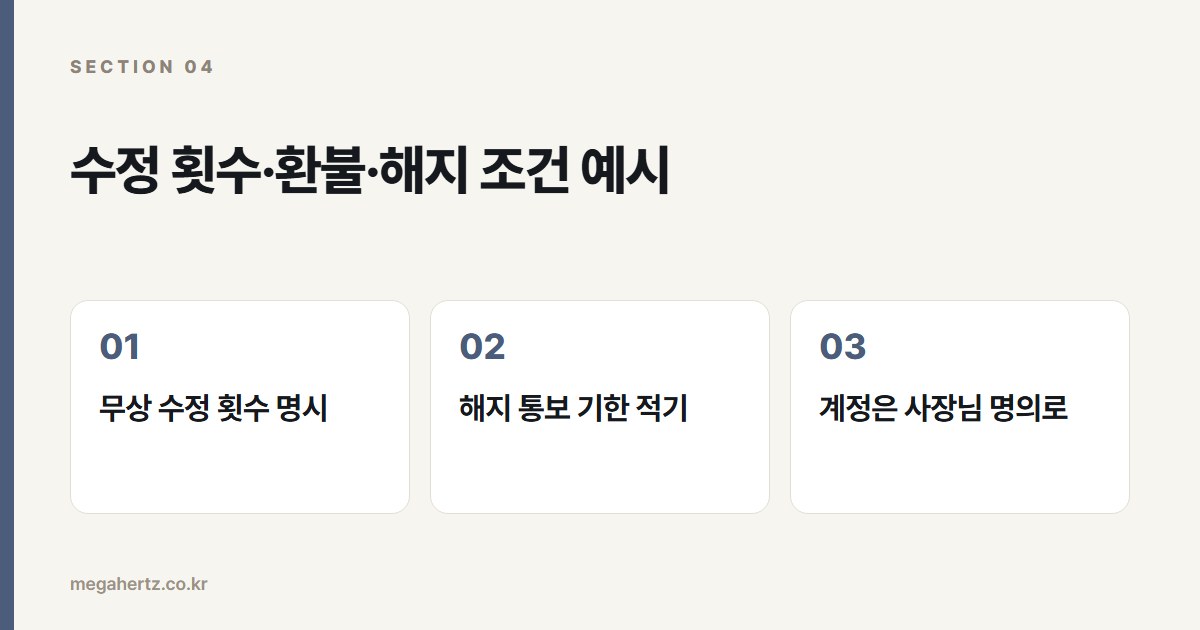 SECTION 04
수정 횟수·환불·해지 조건 예시
01
무상 수정 횟수 명시
02
해지 통보 기한 적기
03
계정은 사장님 명의로
megahertz.co.kr